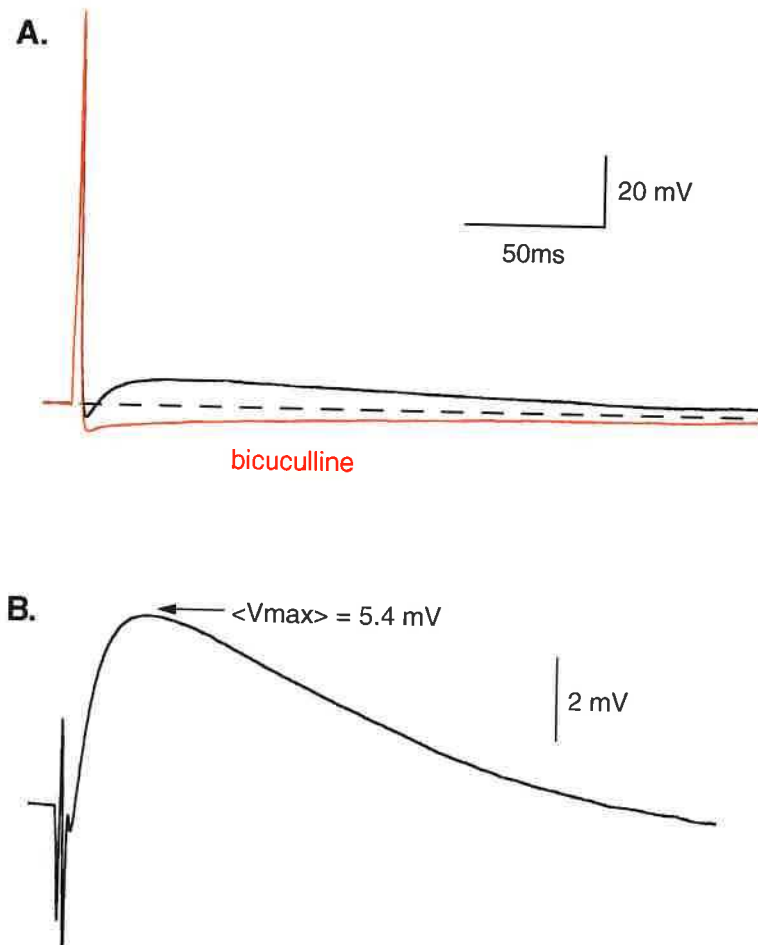 A.
20 mV
50ms
bicuculline
B.
<Vmax> = 5.4 mV
2 mV